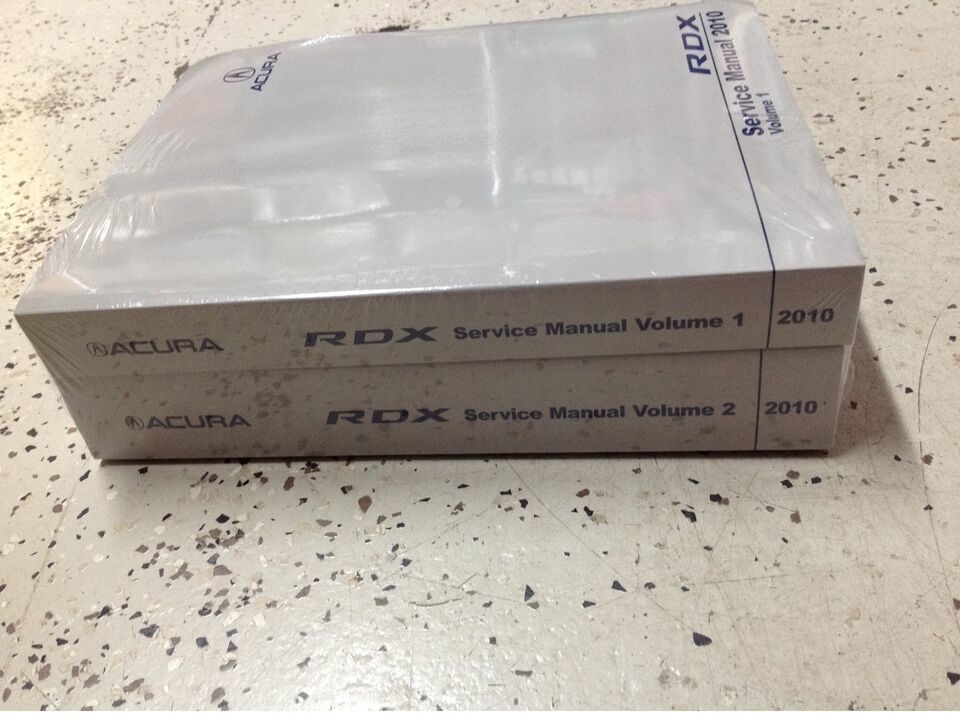 ACURA
RDX
Service Manual 2010
Volume 1
ACURA RDX Service Manual Volume 1 2010
ACURA RDX Service Manual Volume 2 2010